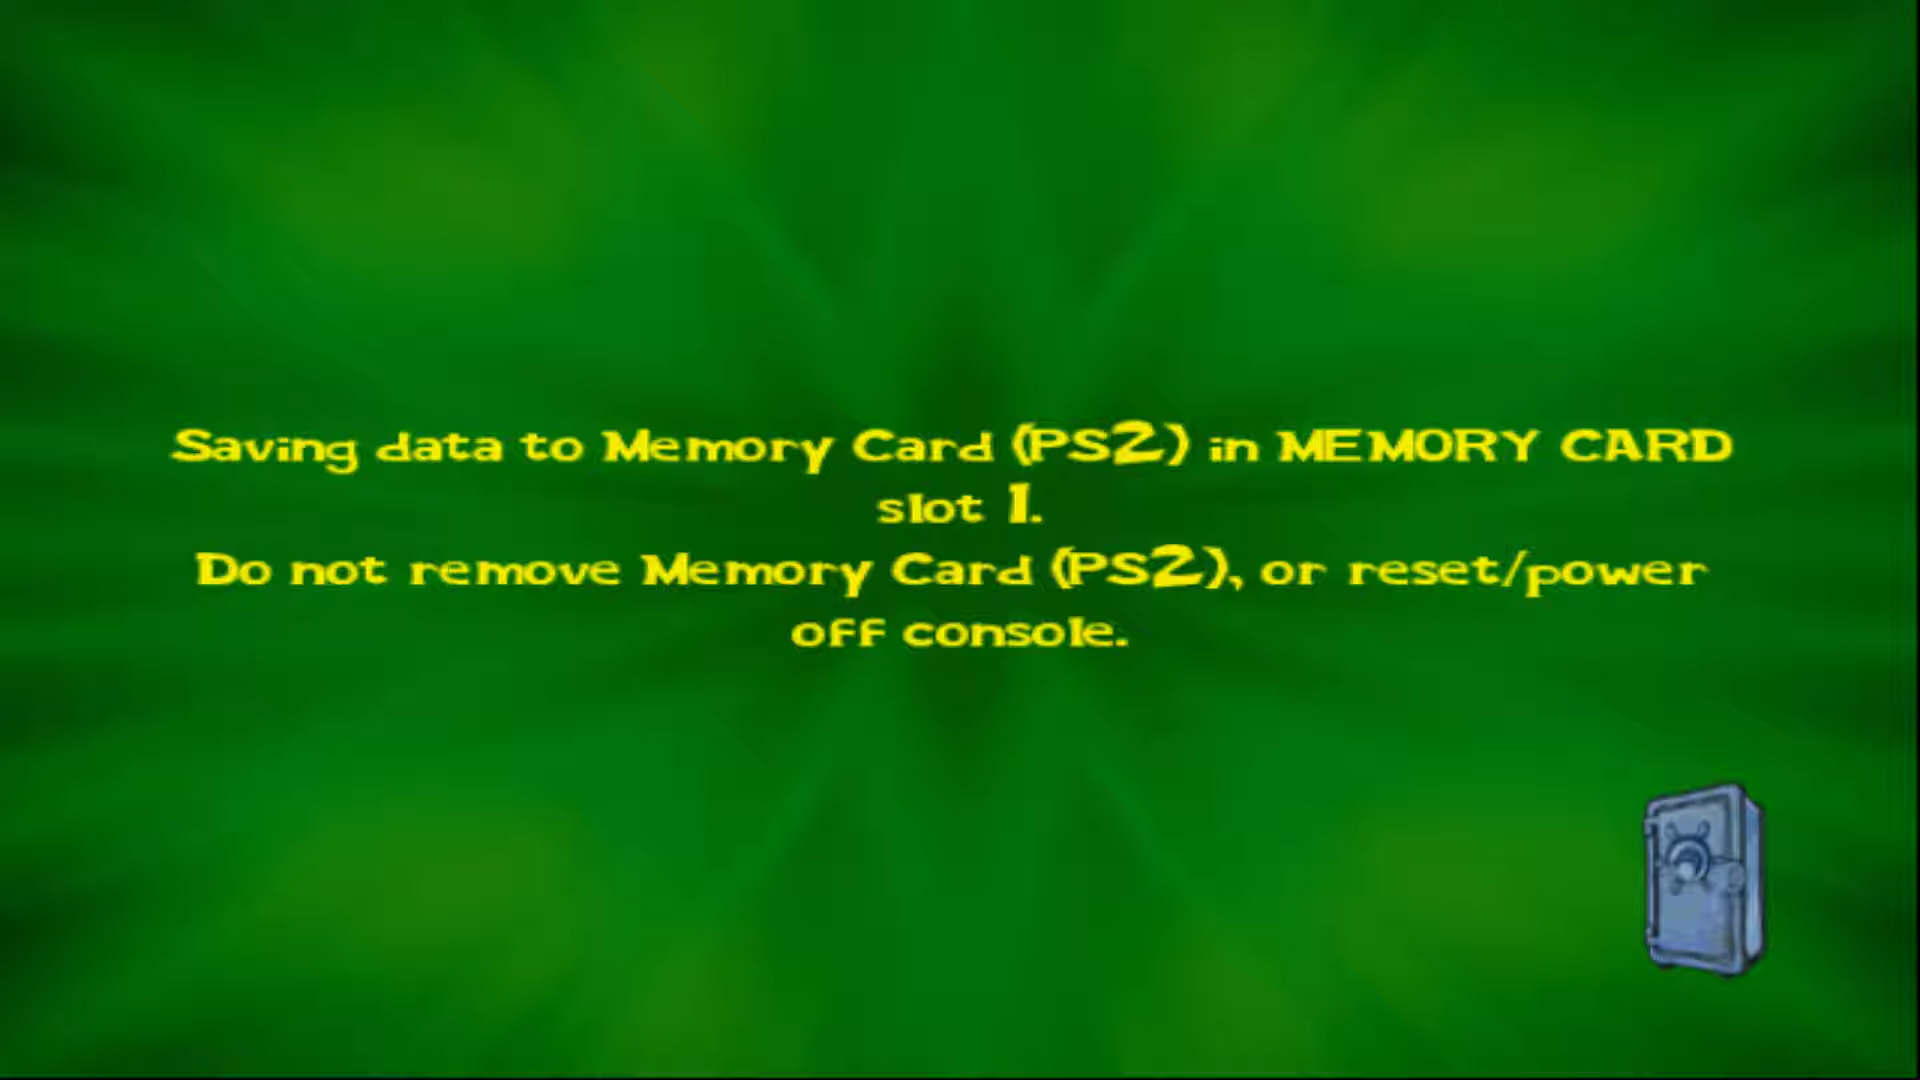 Saving data to Memory Card (PS2) in MEMORY CARD
slot 1.
Do not remove Memory Card (PS2), or reset/power
off console.